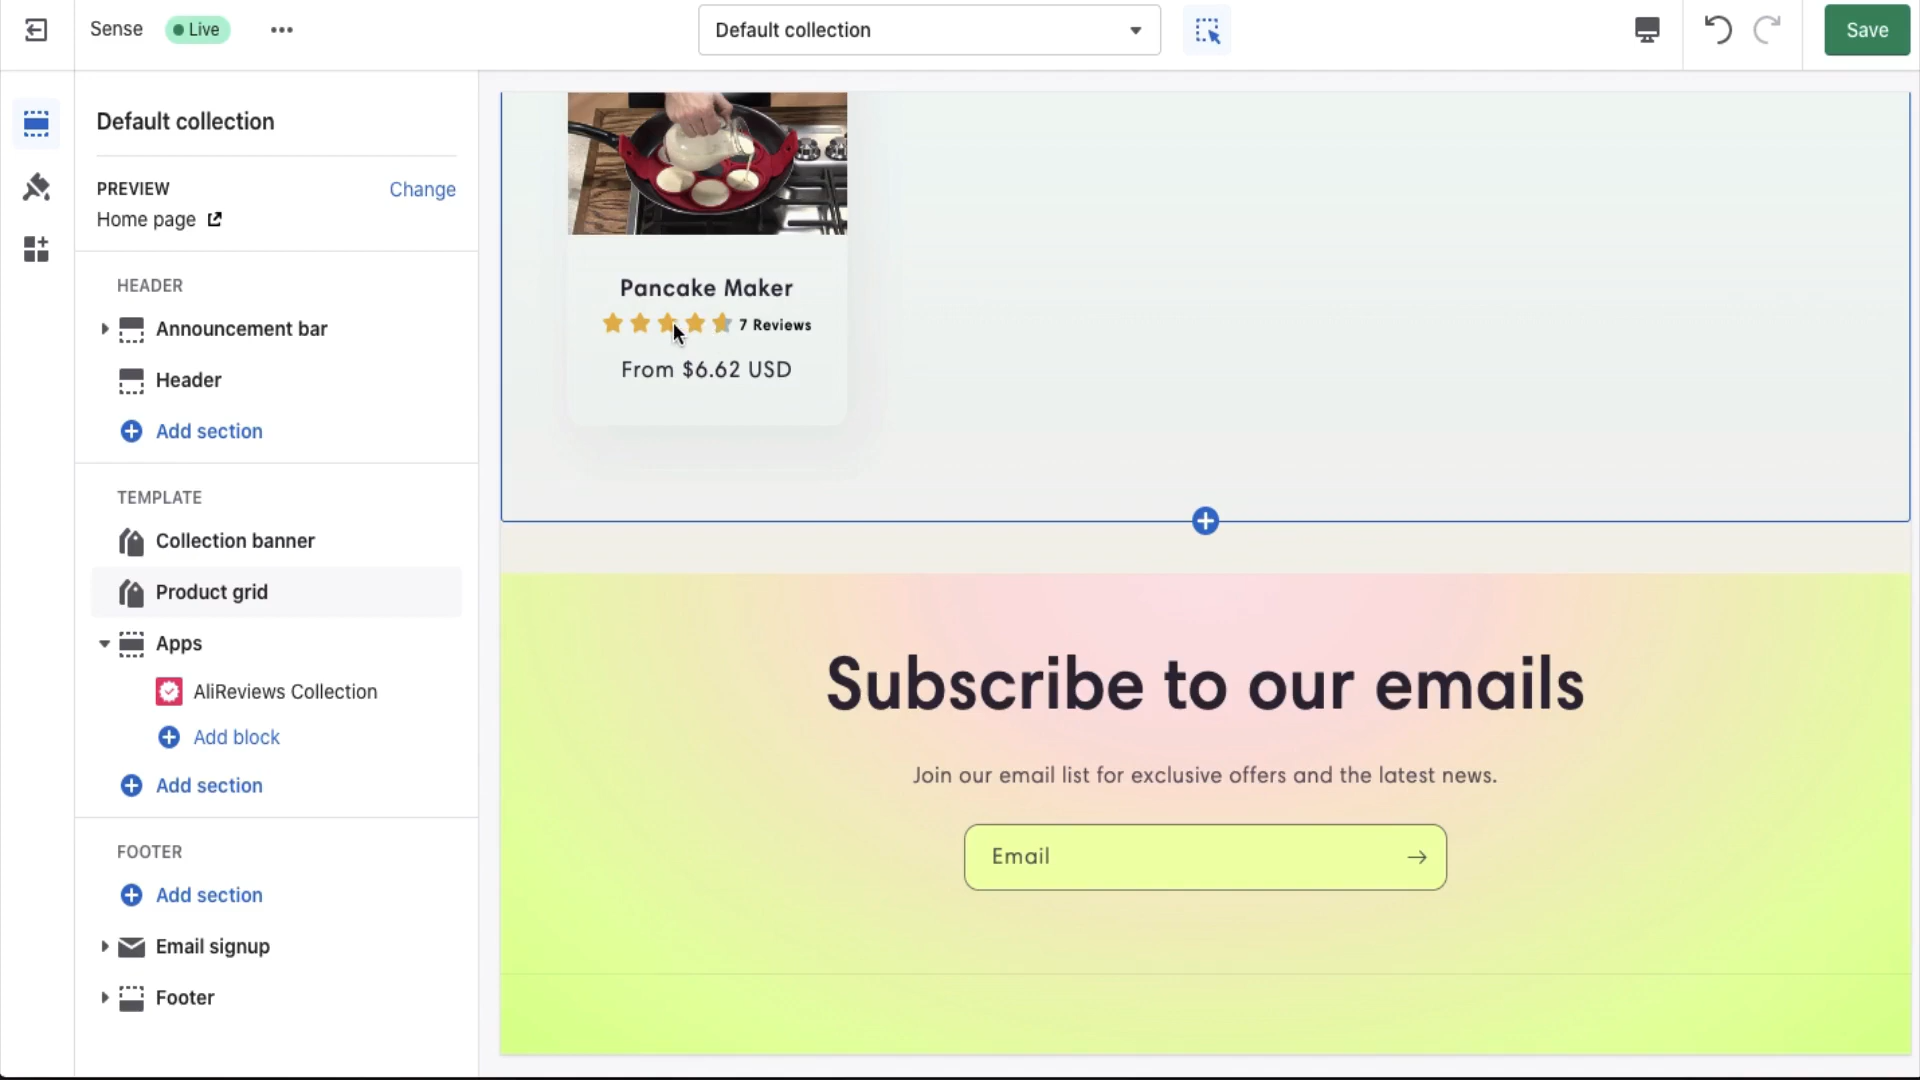 Sense
Live
Default collection
Save
Default collection
PREVIEW
Change
Home page
HEADER
Announcement bar
Header
Add section
TEMPLATE
Collection banner
Product grid
Apps
AliReviews Collection
Add block
Add section
FOOTER
Add section
Email signup
Footer
Pancake Maker
7 Reviews
From $6.62 USD
Subscribe to our emails
Join our email list for exclusive offers and the latest news.
Email